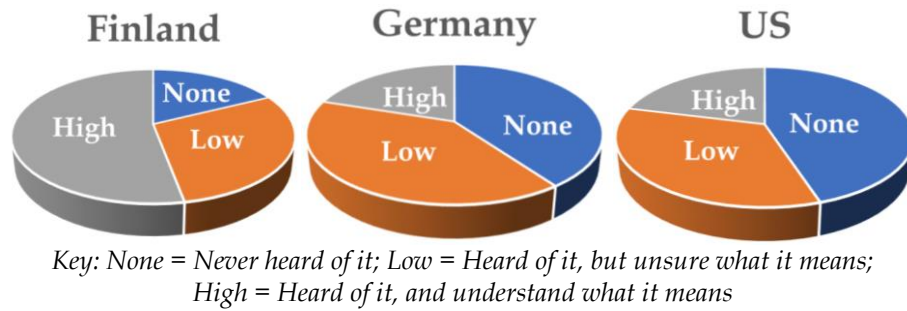 Finland
Germany
US
None
High
Low
High
None
Low
High
None
Low
Key: None = Never heard of it; Low = Heard of it, but unsure what it means;
High = Heard of it, and understand what it means